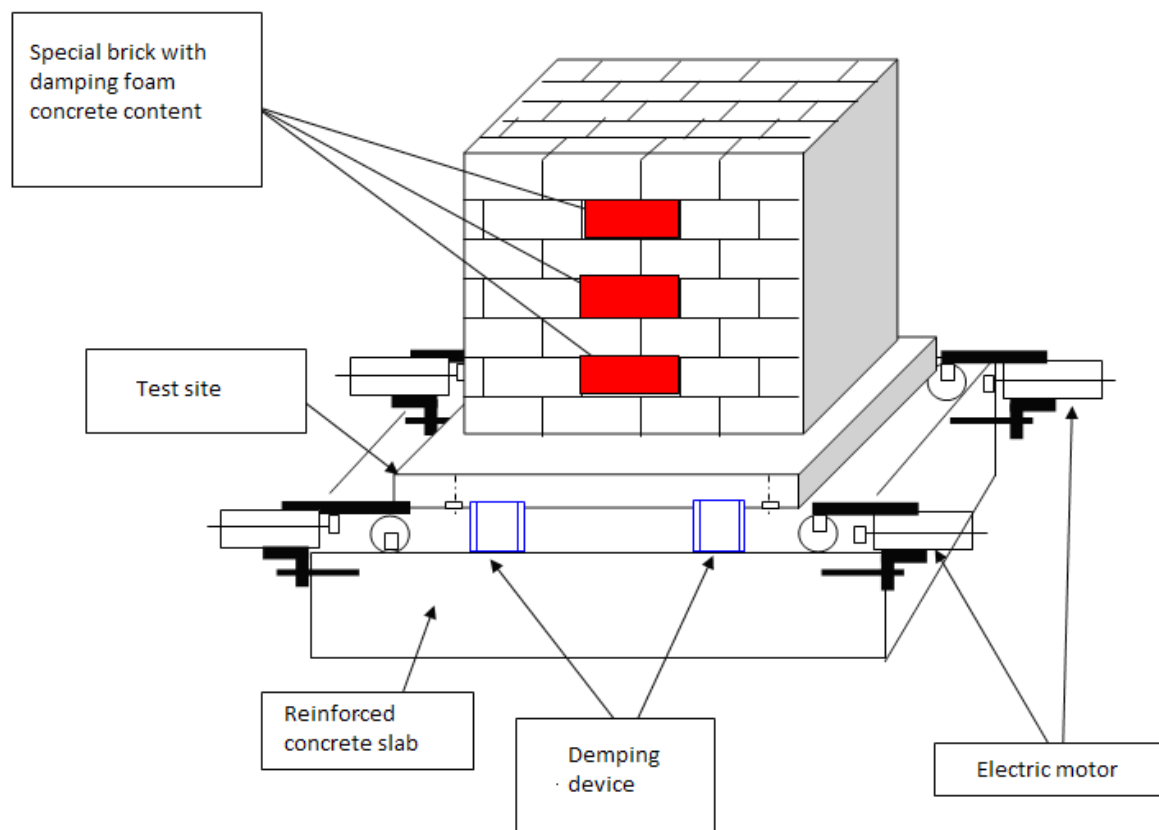 Special brick with
damping foam
concrete content
Test site
Reinforced
concrete slab
Demping
device
Electric motor